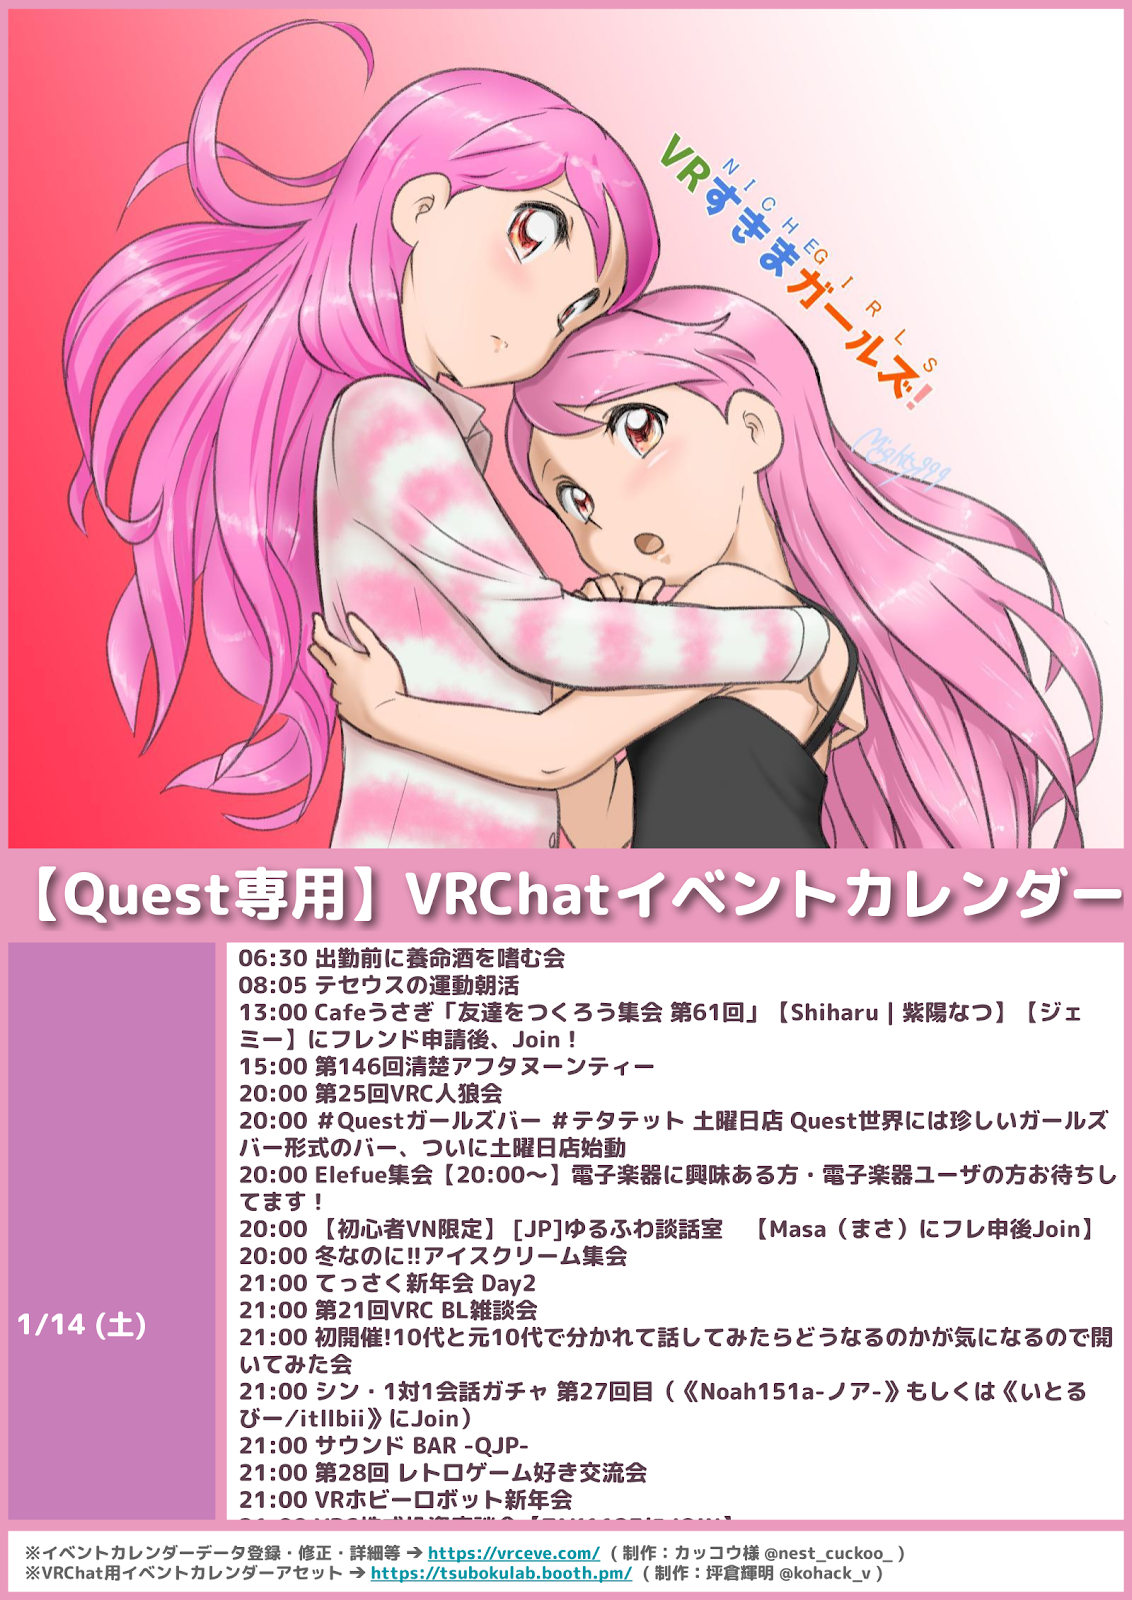 VRすきまガールズ!
NICHE GIRLS
Mighty999
【Quest専用】VRChatイベントカレンダー
1/14 (土)
06:30 出勤前に養命酒を嗜む会
08:05 テセウスの運動朝活
13:00 Cafeうさぎ「友達をつくろう集会 第61回」【Shiharu | 紫陽なつ】【ジェ
ミー】にフレンド申請後、Join！
15:00 第146回清楚アフタヌーンティー
20:00 第25回VRC人狼会
20:00 ＃Questガールズバー ＃テタテット 土曜日店 Quest世界には珍しいガールズ
バー形式のバー、ついに土曜日店始動
20:00 Elefue集会【20:00〜】電子楽器に興味ある方・電子楽器ユーザの方お待ちし
てます！
20:00 【初心者VN限定】 [JP]ゆるふわ談話室　【Masa（まさ）にフレ申後Join】
20:00 冬なのに!!アイスクリーム集会
21:00 てっさく新年会 Day2
21:00 第21回VRC BL雑談会
21:00 初開催!10代と元10代で分かれて話してみたらどうなるのかが気になるので開
いてみた会
21:00 シン・1対1会話ガチャ 第27回目（《Noah151a-ノア-》もしくは《いとる
びー/itIIbii》にJoin）
21:00 サウンド BAR -QJP-
21:00 第28回 レトロゲーム好き交流会
21:00 VRホビーロボット新年会
※イベントカレンダーデータ登録・修正・詳細等 ➔ https://vrceve.com/ ( 制作：カッコウ様 @nest_cuckoo_ )
※VRChat用イベントカレンダーアセット ➔ https://tsubokulab.booth.pm/ ( 制作：坪倉輝明 @kohack_v )